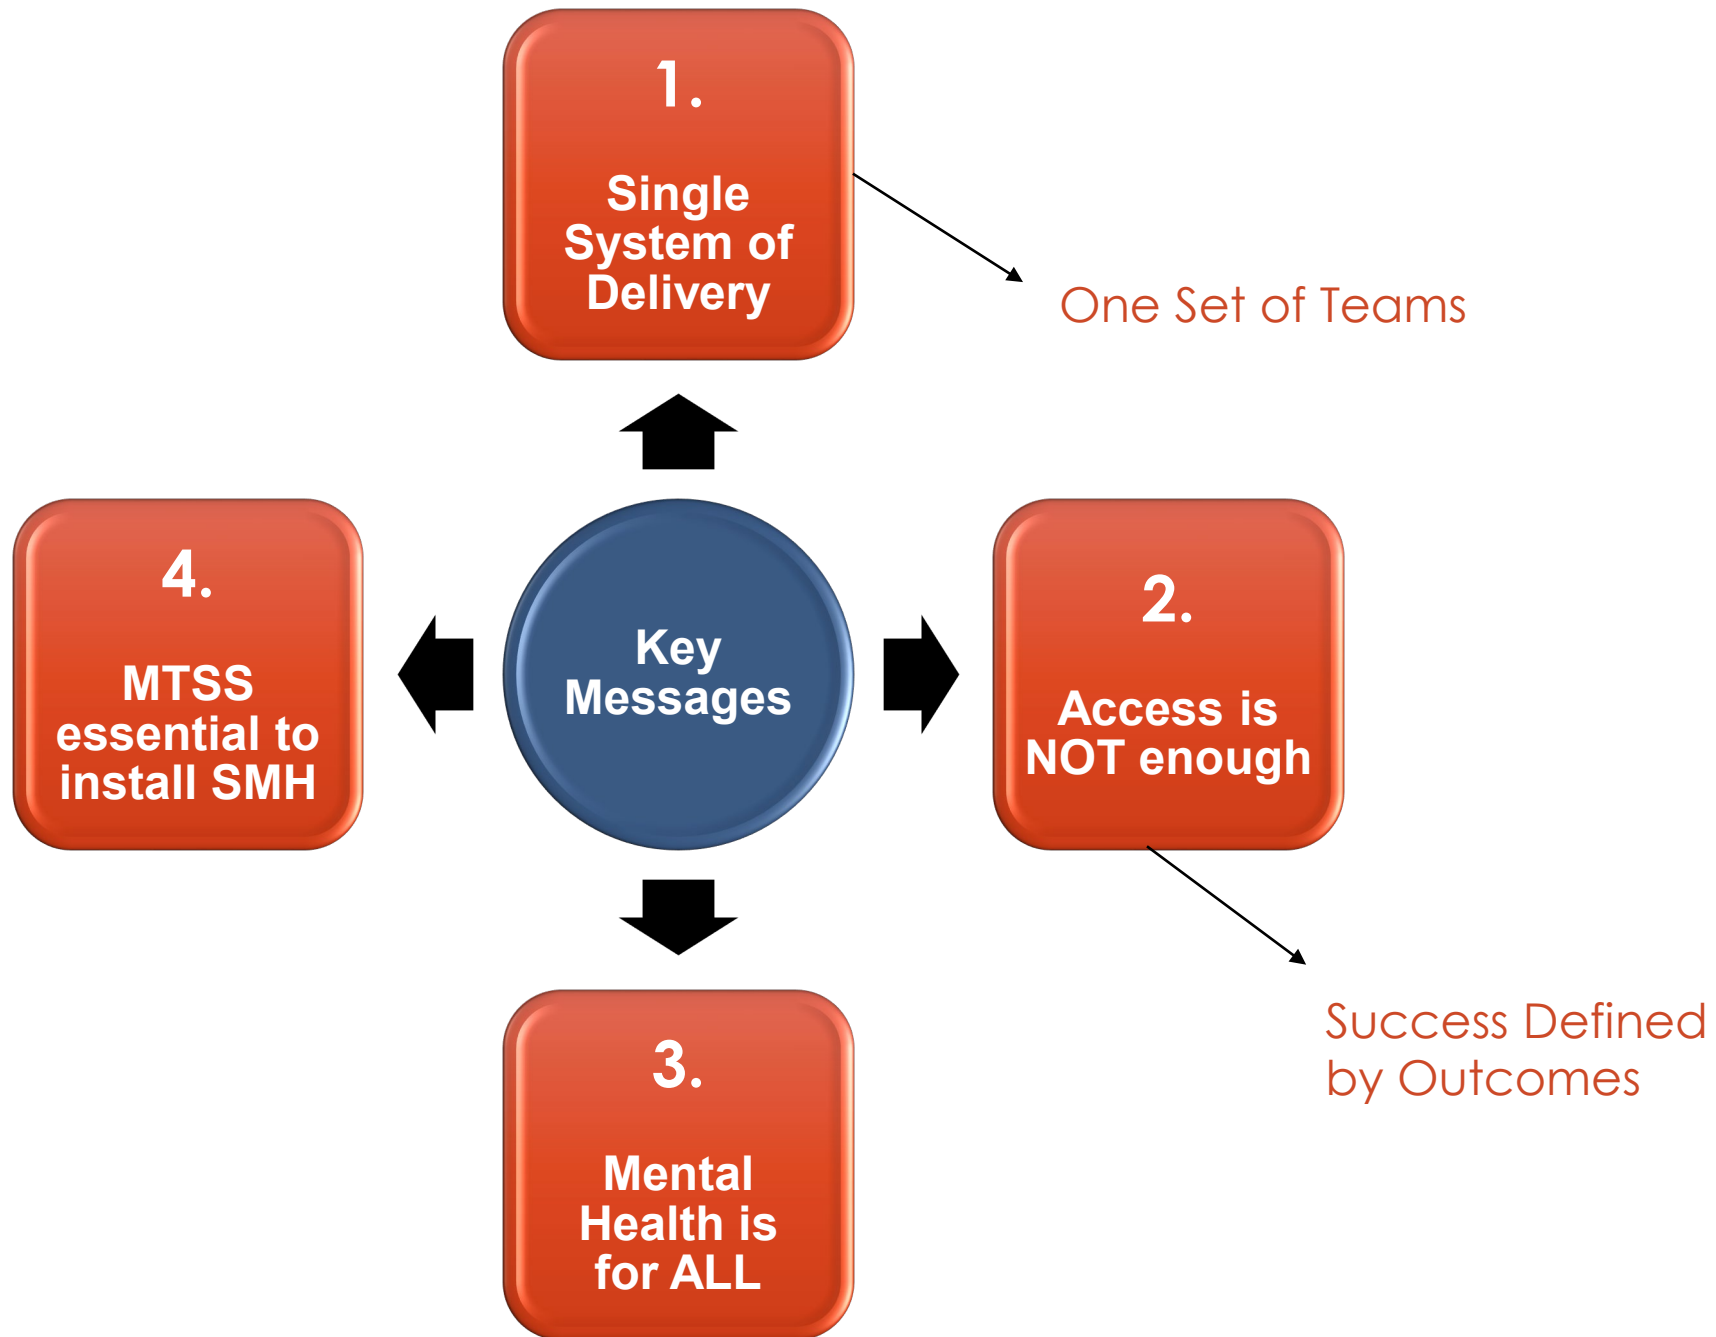 1.
Single
System of
Delivery
One Set of Teams
4.
MTSS
essential to
install SMH
Key
Messages
2.
Access is
NOT enough
Success Defined
by Outcomes
3.
Mental
Health is
for ALL